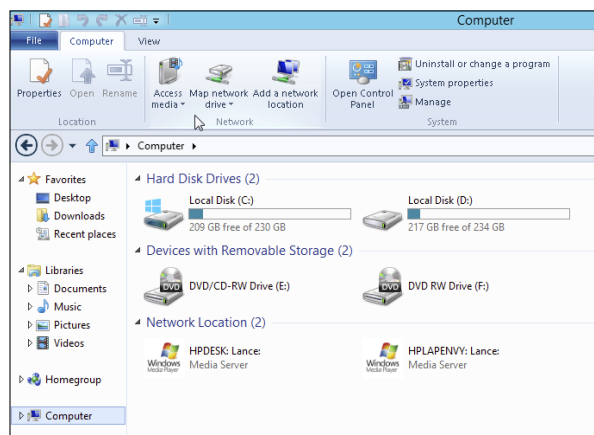 Computer
File Computer View
Properties Open Rename Access media Map network drive Add a network location Open Control Panel
Uninstall or change a program
System properties
Manage
Location Network System
Computer
Favorites
Desktop
Downloads
Recent places
Libraries
Documents
Music
Pictures
Videos
Homegroup
Computer
Hard Disk Drives (2)
Local Disk (C:)
209 GB free of 230 GB
Local Disk (D:)
217 GB free of 234 GB
Devices with Removable Storage (2)
DVD DVD/CD-RW Drive (E:)
DVD DVD RW Drive (F:)
Network Location (2)
Windows Media Player
HPDESK: Lance:
Media Server
Windows Media Player
HPLAPENVY: Lance:
Media Server